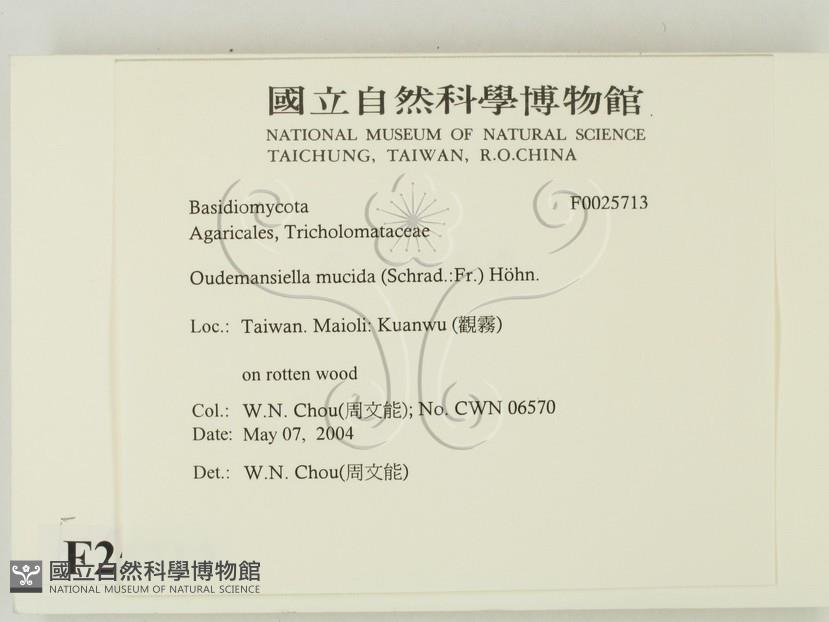 國立自然科學博物館
NATIONAL MUSEUM OF NATURAL SCIENCE
TAICHUNG, TAIWAN, R.O.CHINA
Basidiomycota F0025713
Agaricales, Tricholomataceae
Oudemansiella mucida (Schrad.:Fr.) Höhn.
Loc.: Taiwan. Maioli: Kuanwu (觀霧)
on rotten wood
Col.: W.N. Chou(周文能); No. CWN 06570
Date: May 07, 2004
Det.: W.N. Chou(周文能)
國立自然科學博物館
NATIONAL MUSEUM OF NATURAL SCIENCE